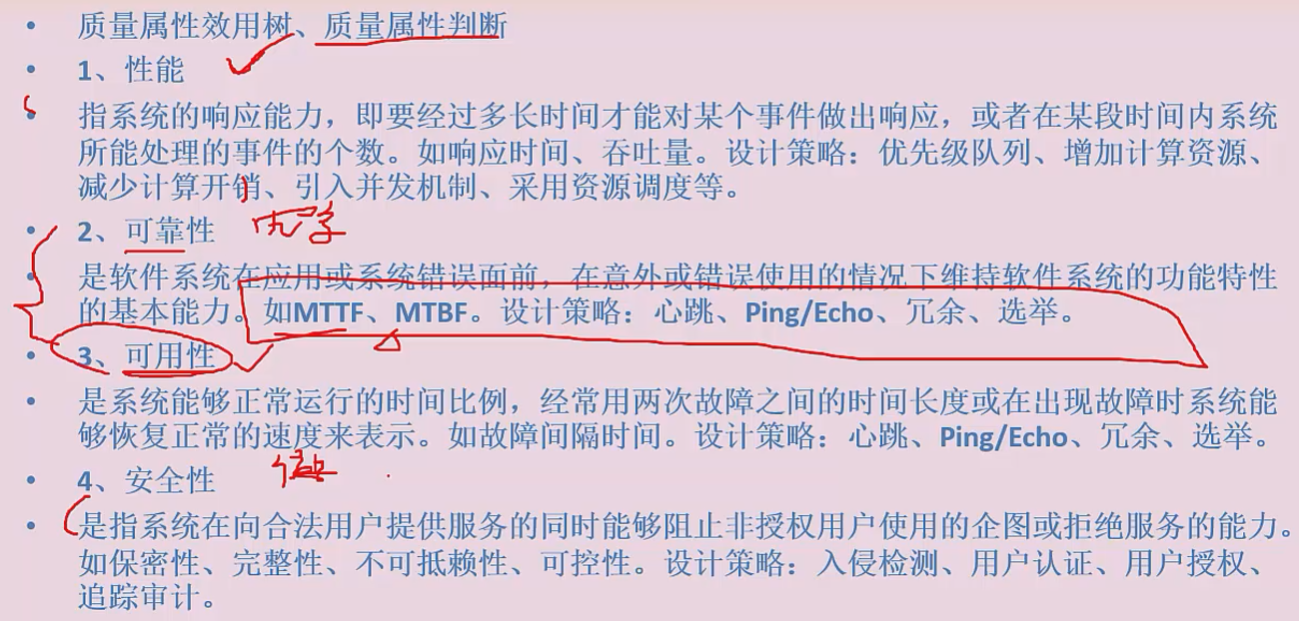 • 质量属性效用树、质量属性判断
• 1、性能
• 指系统的响应能力，即要经过多长时间才能对某个事件做出响应，或者在某段时间内系统
所能处理的事件的个数。如响应时间、吞吐量。设计策略：优先级队列、增加计算资源、
减少计算开销、引入并发机制、采用资源调度等。
• 2、可靠性
• 是软件系统在应用或系统错误面前，在意外或错误使用的情况下维持软件系统的功能特性
的基本能力。如MTTF、MTBF。设计策略：心跳、Ping/Echo、冗余、选举。
• 3、可用性
• 是系统能够正常运行的时间比例，经常用两次故障之间的时间长度或在出现故障时系统能
够恢复正常的速度来表示。如故障间隔时间。设计策略：心跳、Ping/Echo、冗余、选举。
• 4、安全性
• 是指系统在向合法用户提供服务的同时能够阻止非授权用户使用的企图或拒绝服务的能力。
如保密性、完整性、不可抵赖性、可控性。设计策略：入侵检测、用户认证、用户授权、
追踪审计。